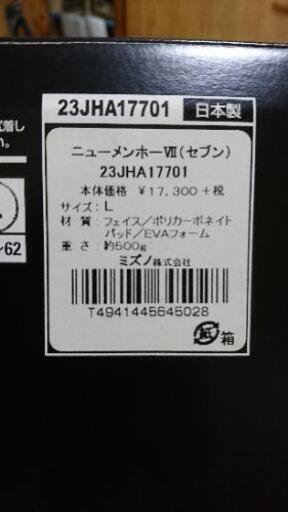 23JHA17701 日本製
ニューメンホーⅦ(セブン)
23JHA17701
本体価格 ¥17,300+税
サイズ:L
材 質:フェイス/ポリカーボネイト
パッド/EVAフォーム
重 さ:約500g
ミズノ株式会社
T4941445645028
紙 箱
着し
い。
~62